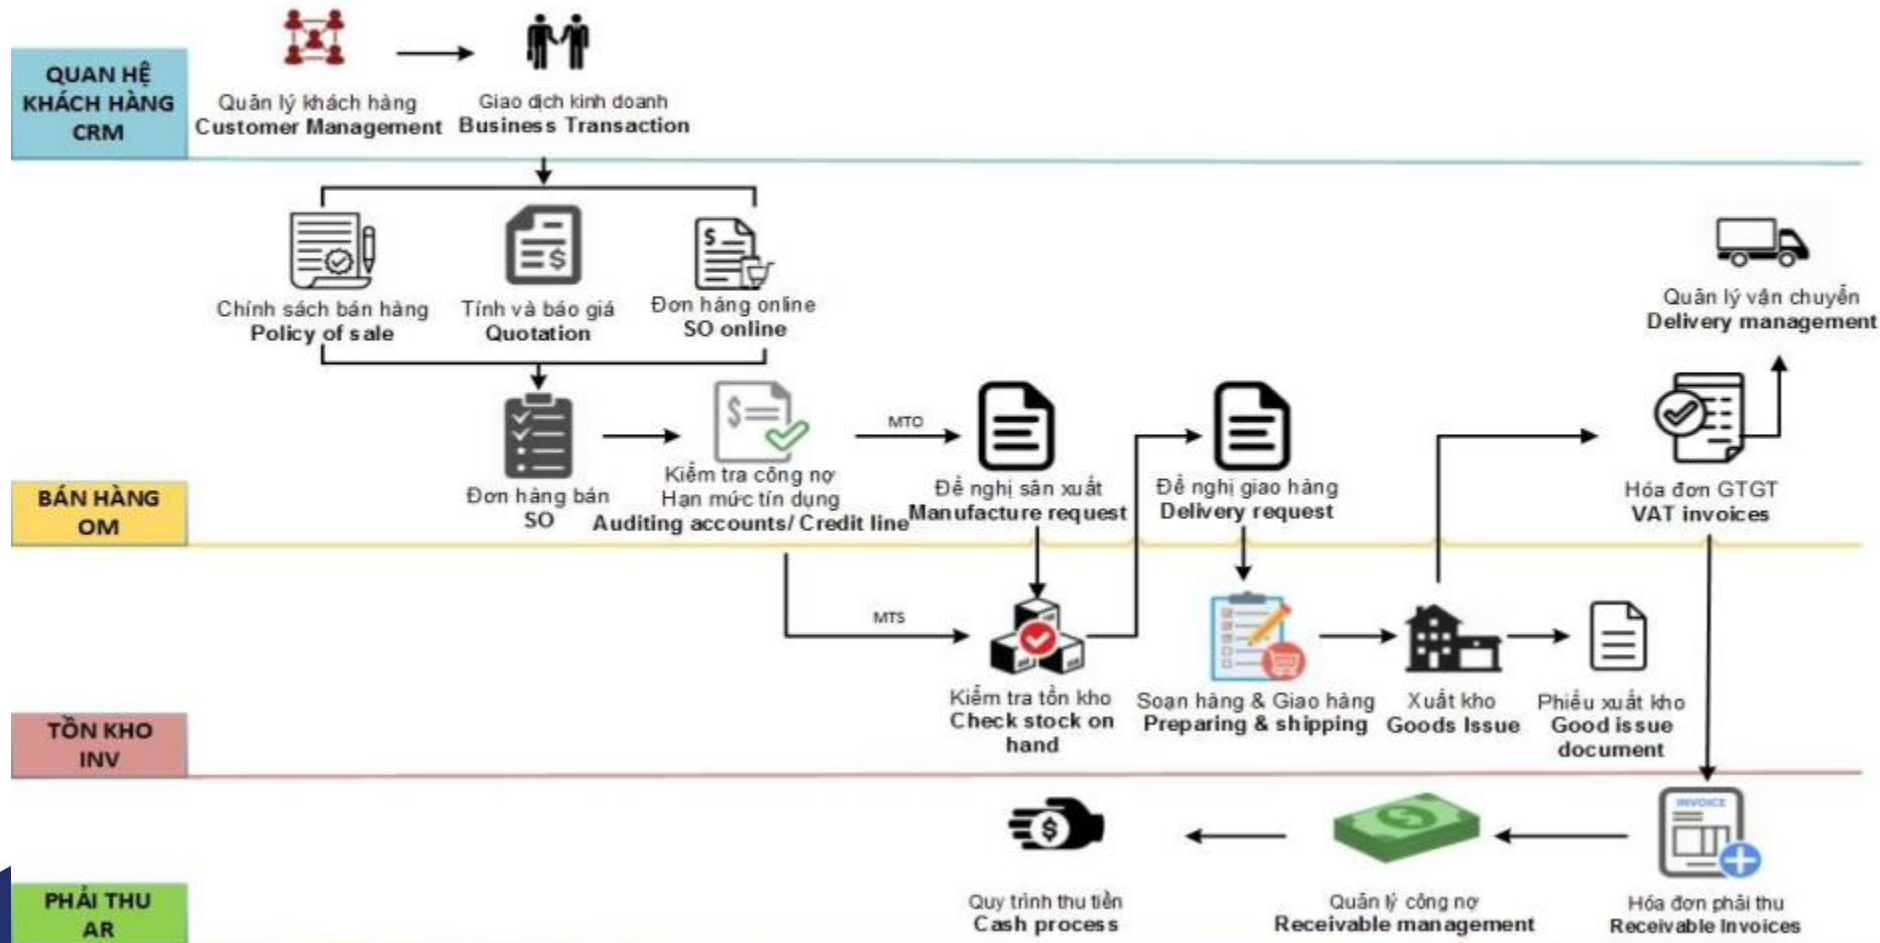 QUAN HỆ
KHÁCH HÀNG
CRM
Quản lý khách hàng
Customer Management
Giao dịch kinh doanh
Business Transaction
Chính sách bán hàng
Policy of sale
Tính và báo giá
Quotation
Đơn hàng online
SO online
Quản lý vận chuyển
Delivery management
BÁN HÀNG
OM
Đơn hàng bán
SO
Kiểm tra công nợ
Hạn mức tín dụng
Auditing accounts/ Credit line
MTO
Đề nghị sản xuất
Manufacture request
Đề nghị giao hàng
Delivery request
Hóa đơn GTGT
VAT invoices
TỒN KHO
INV
MTS
Kiểm tra tồn kho
Check stock on
hand
Soạn hàng & Giao hàng
Preparing & shipping
Xuất kho
Goods Issue
Phiếu xuất kho
Good issue
document
PHẢI THU
AR
Quy trình thu tiền
Cash process
Quản lý công nợ
Receivable management
INVOICE
Hóa đơn phải thu
Receivable Invoices